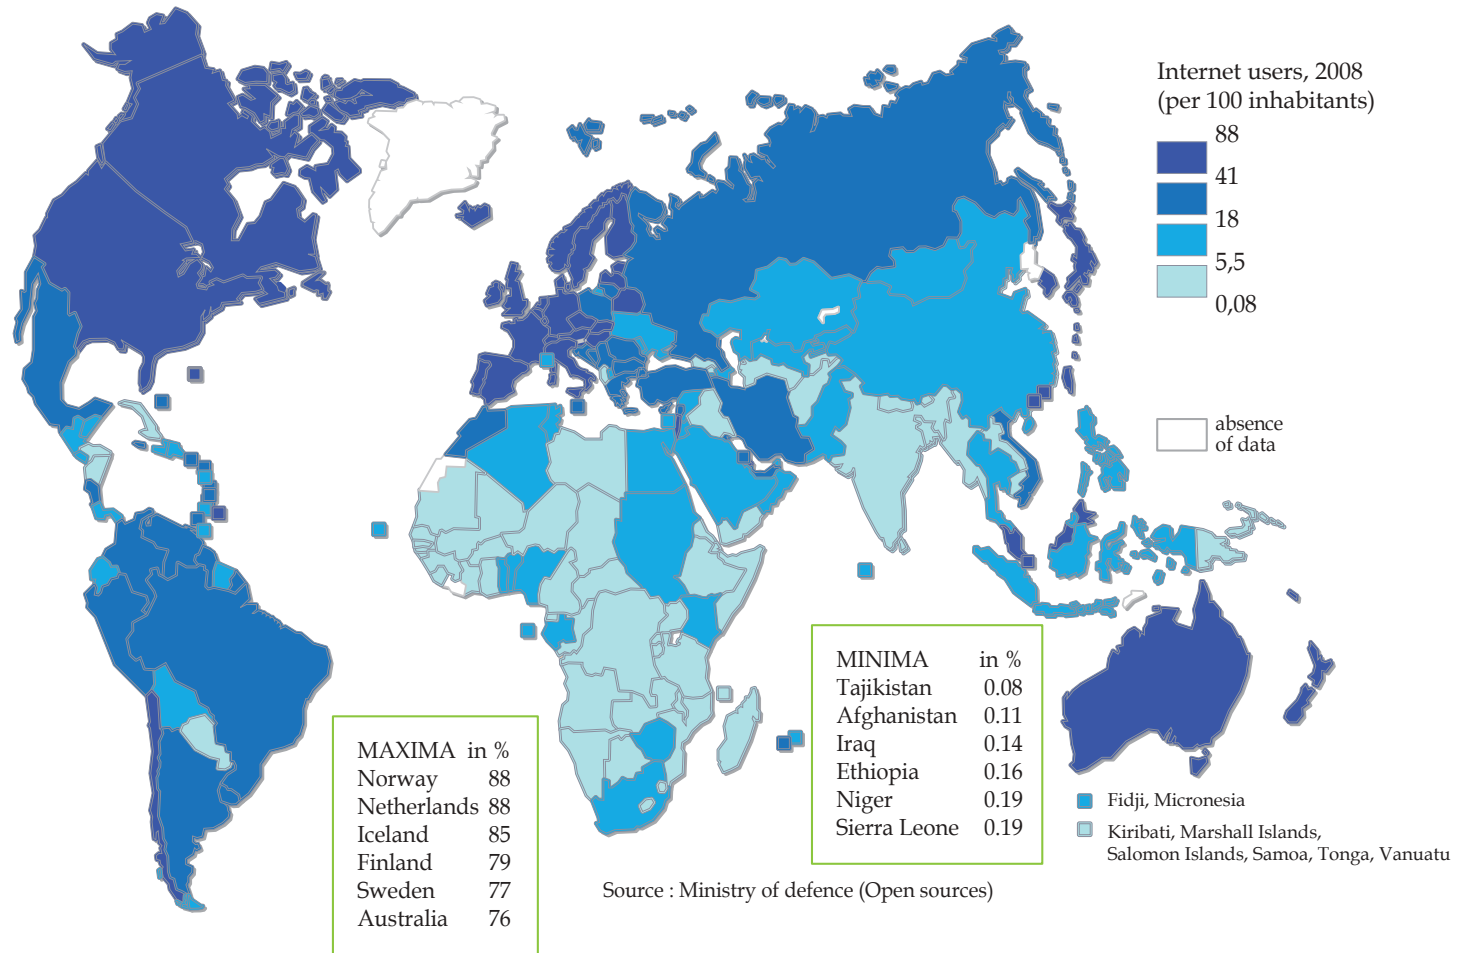 Internet users, 2008
(per 100 inhabitants)
88
41
18
5,5
0,08
absence
of data
MAXIMA in %
Norway 88
Netherlands 88
Iceland 85
Finland 79
Sweden 77
Australia 76
MINIMA in %
Tajikistan 0.08
Afghanistan 0.11
Iraq 0.14
Ethiopia 0.16
Niger 0.19
Sierra Leone 0.19
Fidji, Micronesia
Kiribati, Marshall Islands,
Salomon Islands, Samoa, Tonga, Vanuatu
Source : Ministry of defence (Open sources)